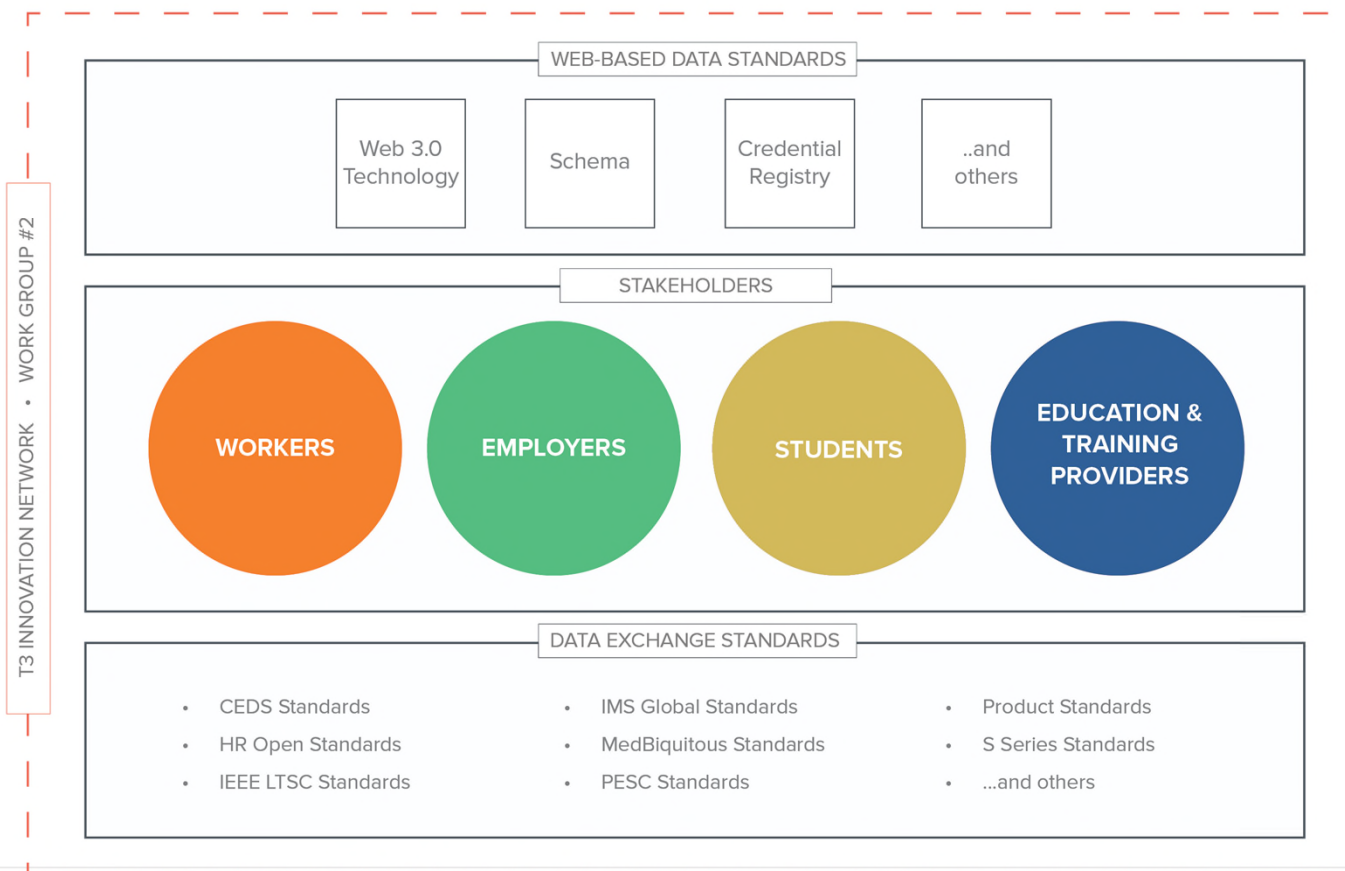 WEB-BASED DATA STANDARDS
Web 3.0
Technology
Schema
Credential
Registry
..and
others
T3 INNOVATION NETWORK • WORK GROUP #2
STAKEHOLDERS
WORKERS
EMPLOYERS
STUDENTS
EDUCATION &
TRAINING
PROVIDERS
DATA EXCHANGE STANDARDS
• CEDS Standards
• HR Open Standards
• IEEE LTSC Standards
• IMS Global Standards
• MedBiquitous Standards
• PESC Standards
• Product Standards
• S Series Standards
• ...and others